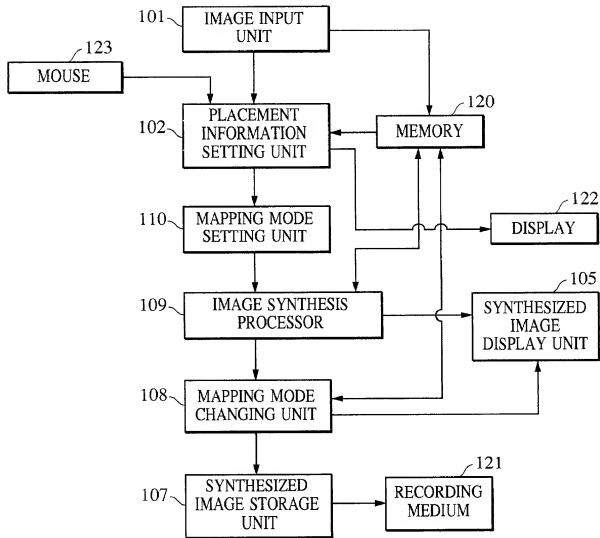 101
IMAGE INPUT
UNIT
123
MOUSE
102
PLACEMENT
INFORMATION
SETTING UNIT
120
MEMORY
110
MAPPING MODE
SETTING UNIT
122
DISPLAY
109
IMAGE SYNTHESIS
PROCESSOR
105
SYNTHESIZED
IMAGE
DISPLAY UNIT
108
MAPPING MODE
CHANGING UNIT
107
SYNTHESIZED
IMAGE STORAGE
UNIT
121
RECORDING
MEDIUM